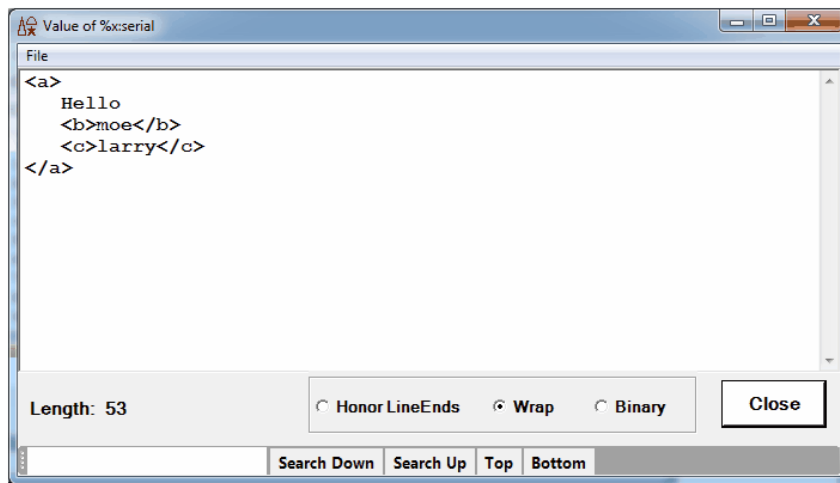 Value of %x:serial
File
<a>
   Hello
   <b>moe</b>
   <c>larry</c>
</a>
Length: 53
Honor LineEnds
Wrap
Binary
Close
Search Down
Search Up
Top
Bottom